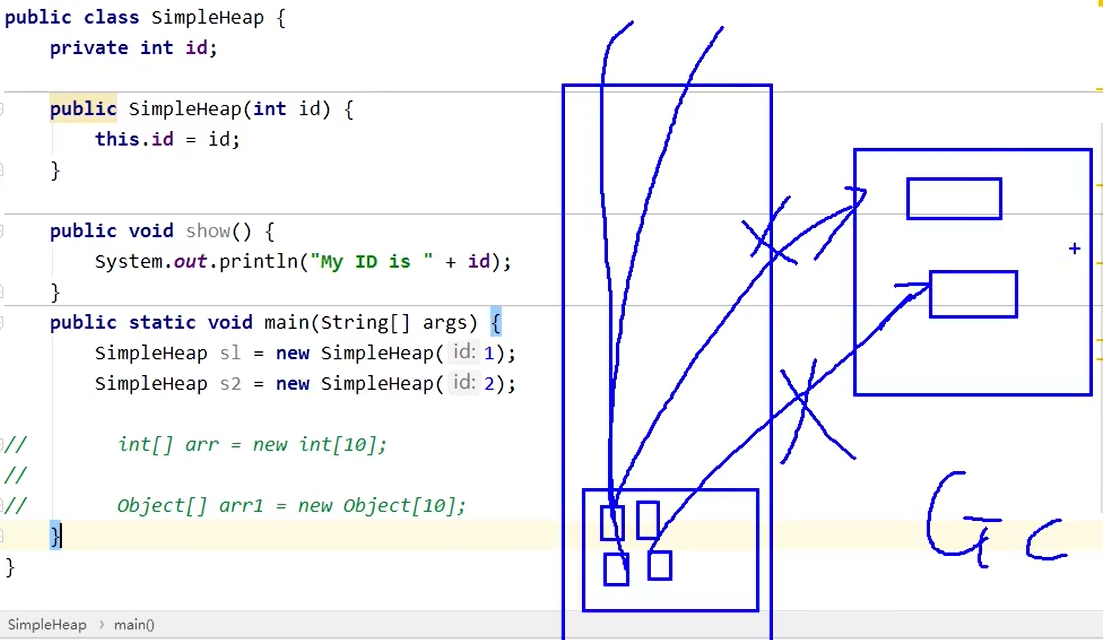 public class SimpleHeap {
private int id;
public SimpleHeap(int id) {
this.id = id;
}
public void show() {
System.out.println("My ID is " + id);
}
public static void main(String[] args) {
SimpleHeap sl = new SimpleHeap( id: 1);
SimpleHeap s2 = new SimpleHeap( id: 2);
// int[] arr = new int[10];
//
// Object[] arr1 = new Object[10];
}
}
GC
SimpleHeap > main()